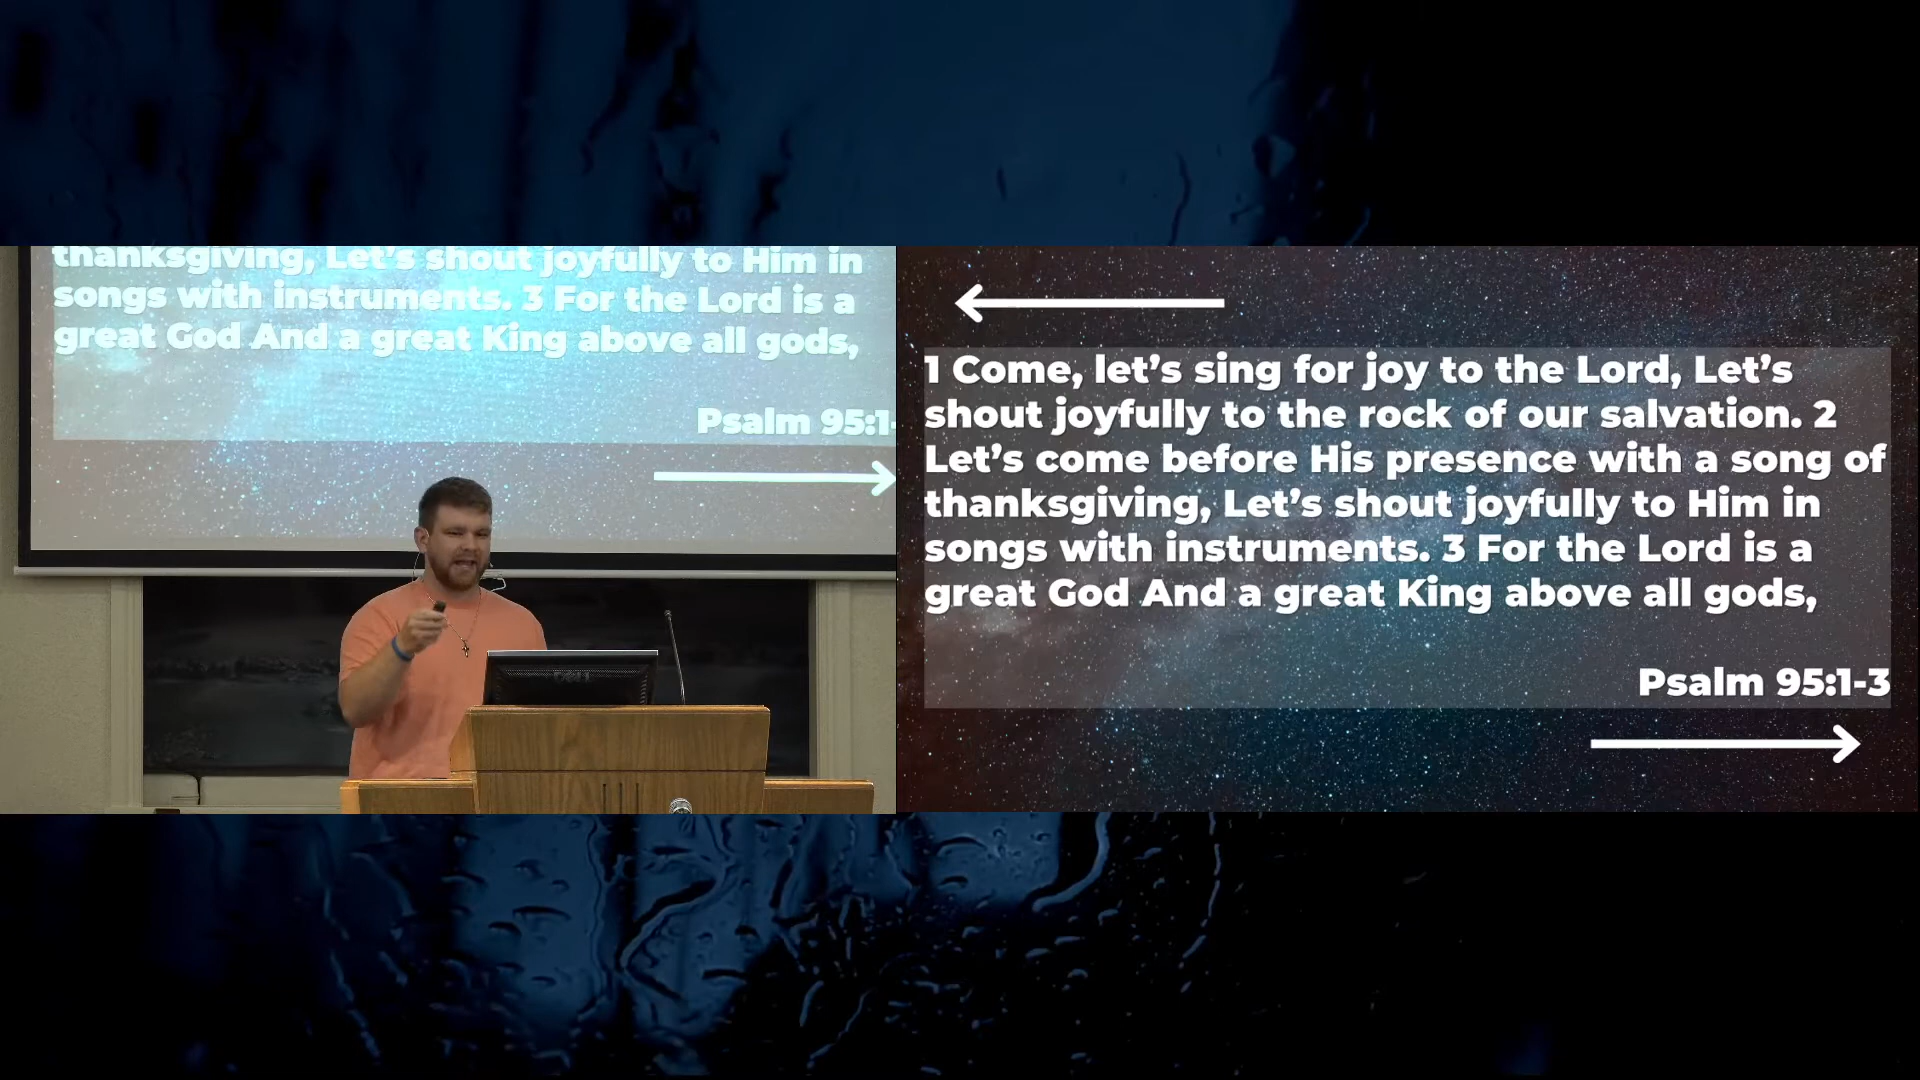 thanksgiving, Let's shout joyfully to Him in
songs with instruments. 3 For the Lord is a
great God And a great King above all gods,
Psalm 95:1-
DELL
1 Come, let’s sing for joy to the Lord, Let’s
shout joyfully to the rock of our salvation. 2
Let’s come before His presence with a song of
thanksgiving, Let’s shout joyfully to Him in
songs with instruments. 3 For the Lord is a
great God And a great King above all gods,
Psalm 95:1-3